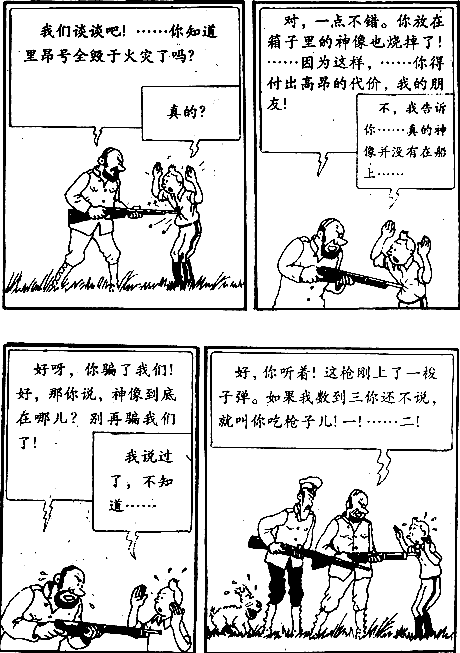 我们谈谈吧！……你知道
里昂号全毁于火灾了吗？
真的？
对，一点不错。你放在
箱子里的神像也烧掉了！
……因为这样，……你得
付出高昂的代价，我的朋
友！
不，我告诉
你……真的神
像并没有在船
上……
好呀，你骗了我们！
好，那你说，神像到底
在哪儿？别再骗我们
了！
我说过
了，不知
道……
好，你听着！这枪刚上了一梭
子弹。如果我数到三你还不说，
就叫你吃枪子儿！一！……二！